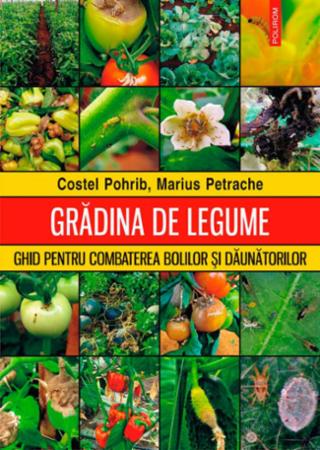 POLIROM
Costel Pohrib, Marius Petrache
GRĂDINA DE LEGUME
GHID PENTRU COMBATEREA BOLILOR ȘI DĂUNĂTORILOR